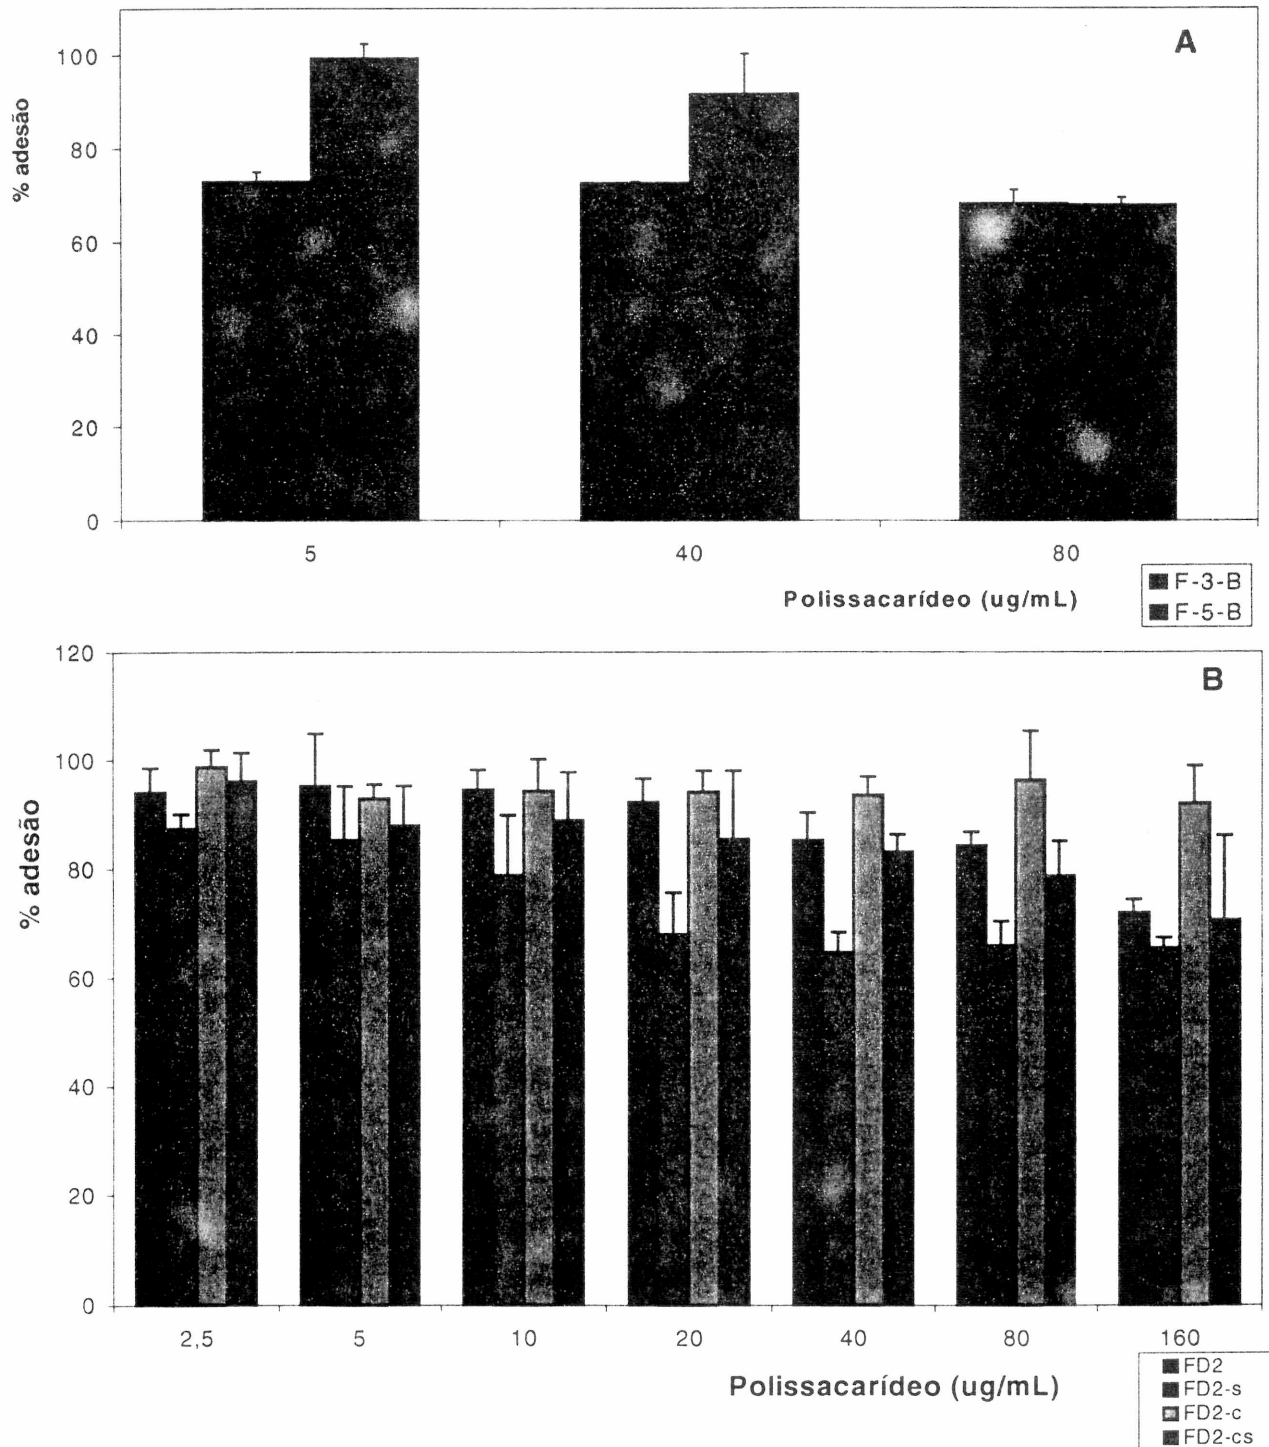 A
100
80
60
40
20
0
% adesão
5 40 80
Polissacarídeo (ug/mL)
F-3-B
F-5-B
B
120
100
80
60
40
20
0
% adesão
2,5 5 10 20 40 80 160
Polissacarídeo (ug/mL)
FD2
FD2-s
FD2-c
FD2-cs